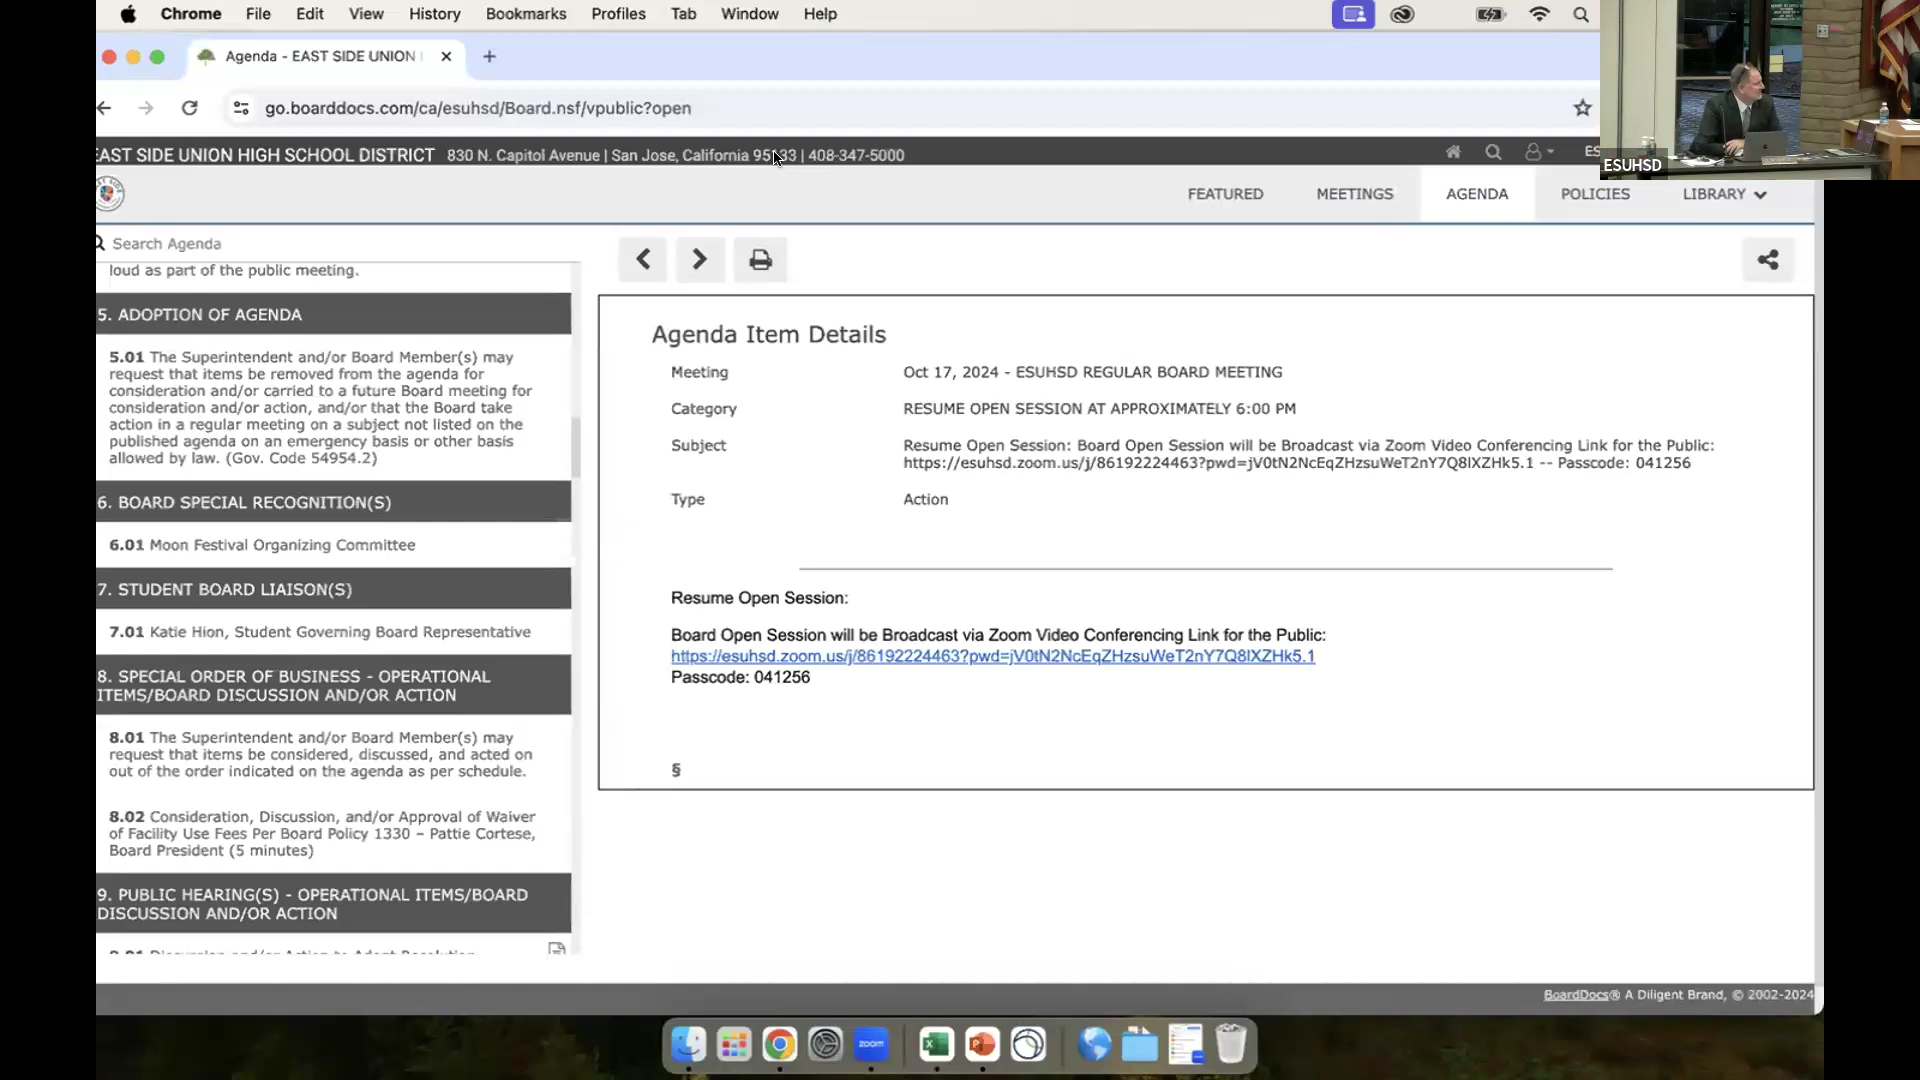 Chrome File Edit View History Bookmarks Profiles Tab Window Help
Agenda - EAST SIDE UNION
go.boarddocs.com/ca/esuhsd/Board.nsf/vpublic?open
ESUHSD
EAST SIDE UNION HIGH SCHOOL DISTRICT 830 N. Capitol Avenue | San Jose, California 95133 | 408-347-5000
ES
FEATURED MEETINGS AGENDA POLICIES LIBRARY
Search Agenda
loud as part of the public meeting.
5. ADOPTION OF AGENDA
5.01 The Superintendent and/or Board Member(s) may
request that items be removed from the agenda for
consideration and/or carried to a future Board meeting for
consideration and/or action, and/or that the Board take
action in a regular meeting on a subject not listed on the
published agenda on an emergency basis or other basis
allowed by law. (Gov. Code 54954.2)
6. BOARD SPECIAL RECOGNITION(S)
6.01 Moon Festival Organizing Committee
7. STUDENT BOARD LIAISON(S)
7.01 Katie Hion, Student Governing Board Representative
8. SPECIAL ORDER OF BUSINESS - OPERATIONAL
ITEMS/BOARD DISCUSSION AND/OR ACTION
8.01 The Superintendent and/or Board Member(s) may
request that items be considered, discussed, and acted on
out of the order indicated on the agenda as per schedule.
8.02 Consideration, Discussion, and/or Approval of Waiver
of Facility Use Fees Per Board Policy 1330 – Pattie Cortese,
Board President (5 minutes)
9. PUBLIC HEARING(S) - OPERATIONAL ITEMS/BOARD
DISCUSSION AND/OR ACTION
9.01 Discussion and/or Action to Adopt Resolution
Agenda Item Details
Meeting Oct 17, 2024 - ESUHSD REGULAR BOARD MEETING
Category RESUME OPEN SESSION AT APPROXIMATELY 6:00 PM
Subject Resume Open Session: Board Open Session will be Broadcast via Zoom Video Conferencing Link for the Public:
https://esuhsd.zoom.us/j/86192224463?pwd=jV0tN2NcEqZHzsuWeT2nY7Q8lXZHk5.1 -- Passcode: 041256
Type Action
Resume Open Session:
Board Open Session will be Broadcast via Zoom Video Conferencing Link for the Public:
https://esuhsd.zoom.us/j/86192224463?pwd=jV0tN2NcEqZHzsuWeT2nY7Q8lXZHk5.1
Passcode: 041256
§
BoardDocs® A Diligent Brand, © 2002-2024
zoom